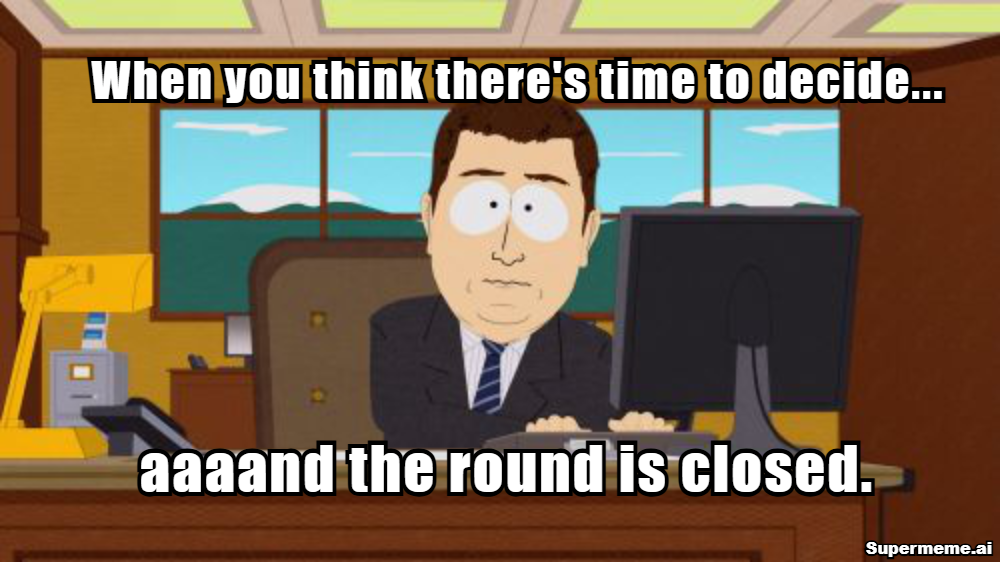 When you think there's time to decide...
aaaand the round is closed.
Supermeme.ai